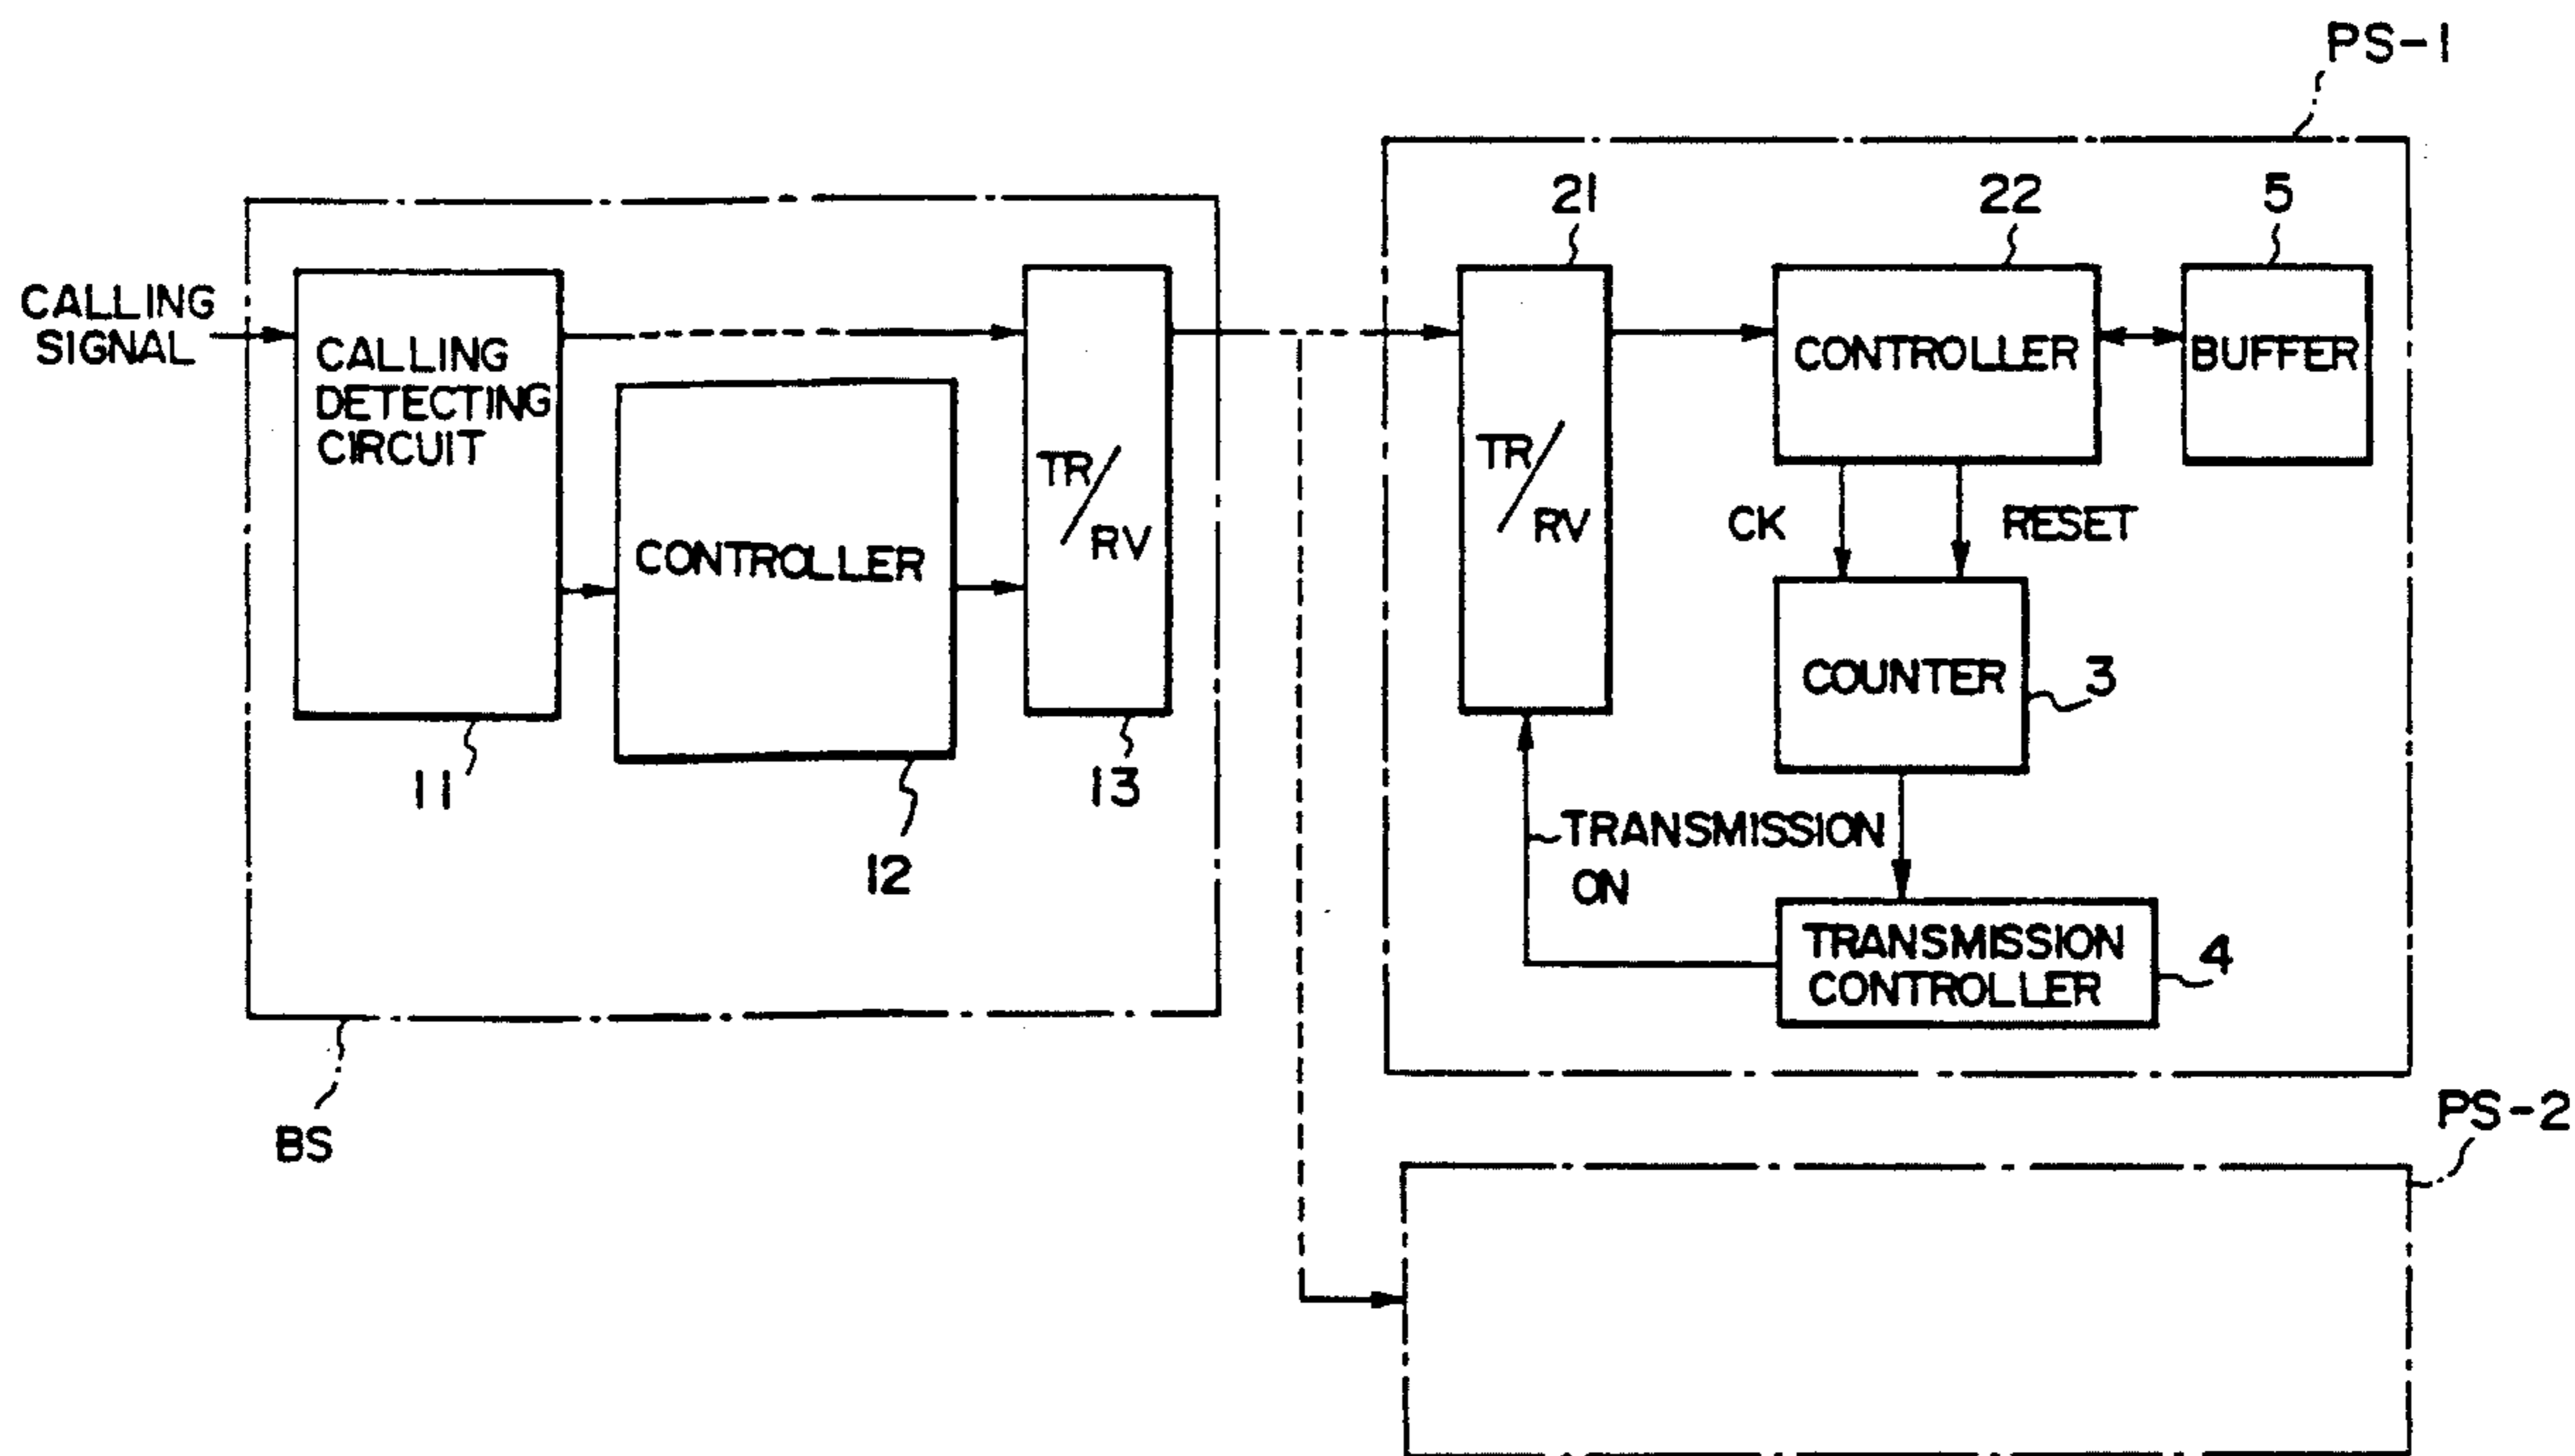 PS-1
21
22
5
CALLING
SIGNAL
CALLING
DETECTING
CIRCUIT
CONTROLLER
TR/
RV
TR/
RV
CONTROLLER
BUFFER
CK
RESET
COUNTER
3
11
12
13
TRANSMISSION
ON
TRANSMISSION
CONTROLLER
4
BS
PS-2